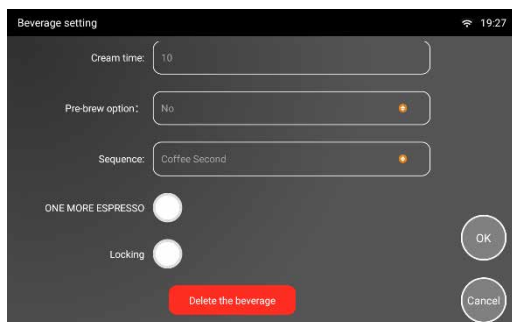 Beverage setting 19:27
Cream time: 10
Pre-brew option: No
Sequence: Coffee Second
ONE MORE ESPRESSO
OK
Locking
Delete the beverage
Cancel